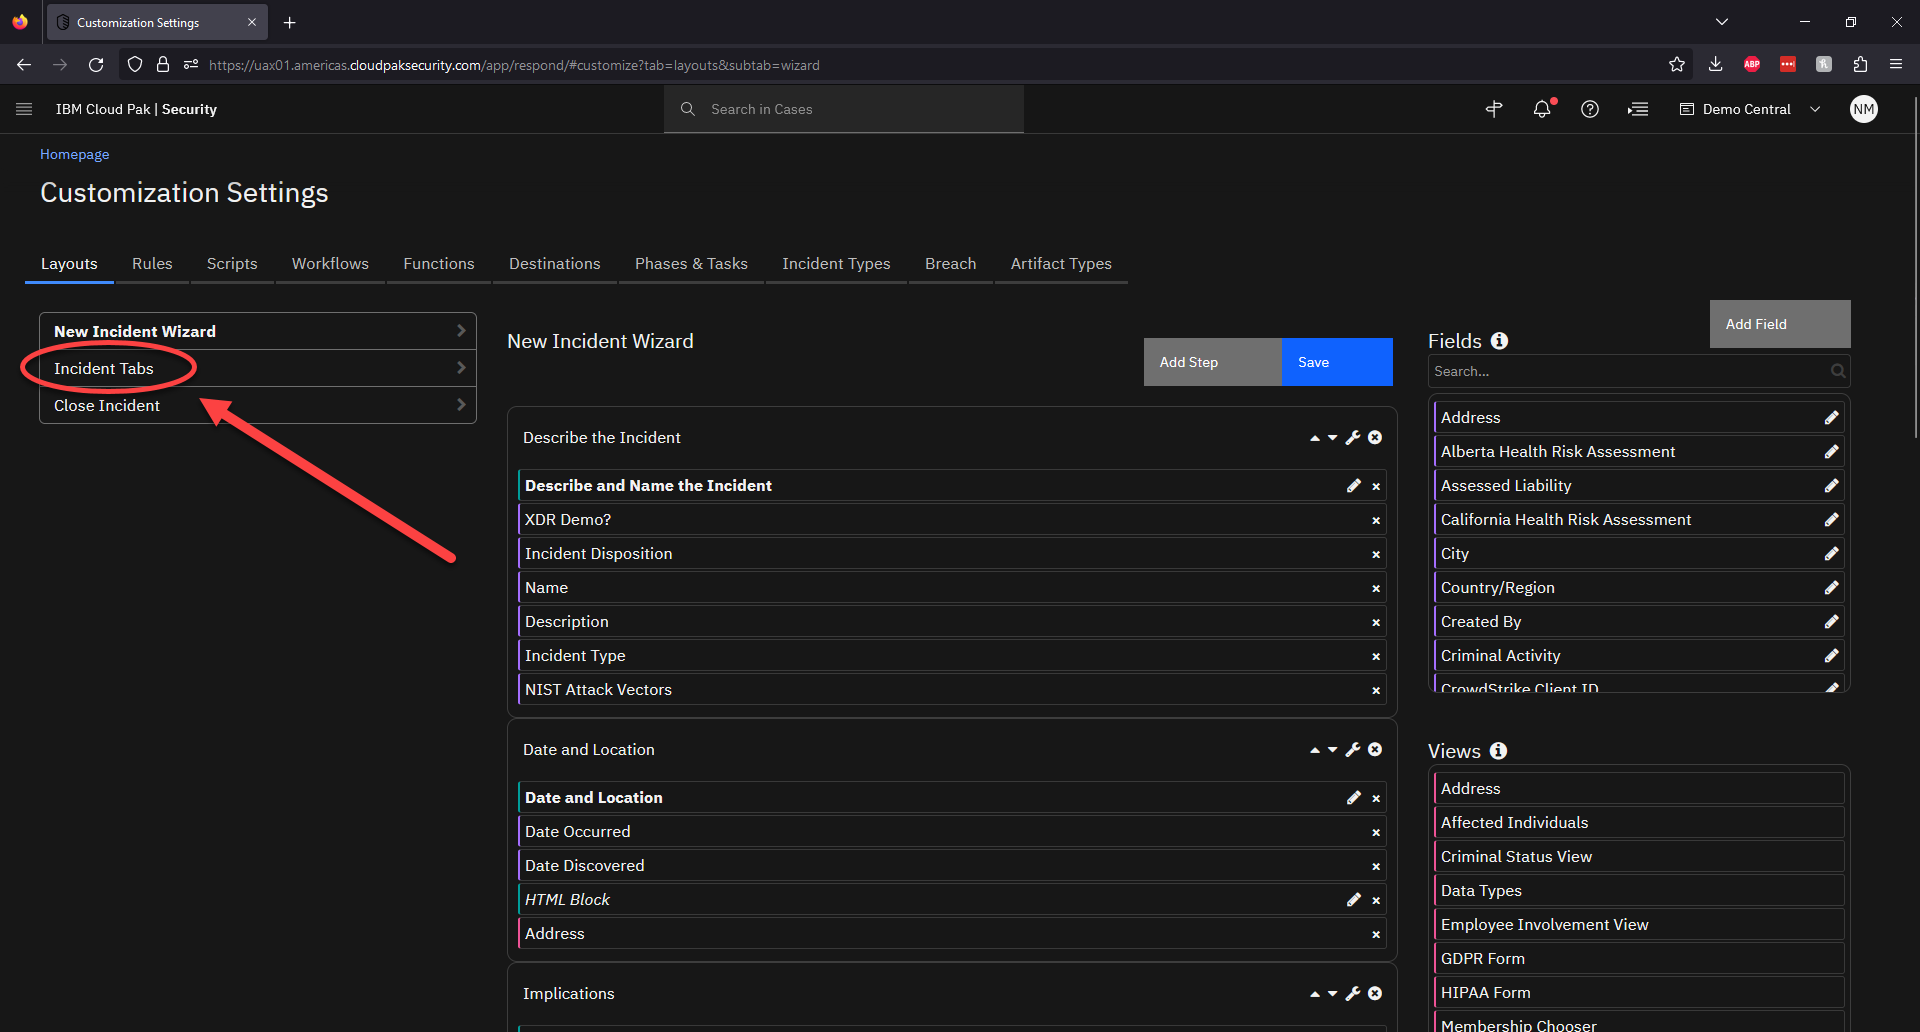 Customization Settings
https://uax01.americas.cloudpaksecurity.com/app/respond/#customize?tab=layouts&subtab=wizard
ABP
IBM Cloud Pak | Security
Search in Cases
Demo Central
NM
Homepage
Customization Settings
Layouts
Rules
Scripts
Workflows
Functions
Destinations
Phases & Tasks
Incident Types
Breach
Artifact Types
New Incident Wizard
Incident Tabs
Close Incident
New Incident Wizard
Add Step
Save
Describe the Incident
Describe and Name the Incident
XDR Demo?
Incident Disposition
Name
Description
Incident Type
NIST Attack Vectors
Date and Location
Date and Location
Date Occurred
Date Discovered
HTML Block
Address
Implications
Fields
Add Field
Search...
Address
Alberta Health Risk Assessment
Assessed Liability
California Health Risk Assessment
City
Country/Region
Created By
Criminal Activity
CrowdStrike Client ID
Views
Address
Affected Individuals
Criminal Status View
Data Types
Employee Involvement View
GDPR Form
HIPAA Form
Membership Chooser